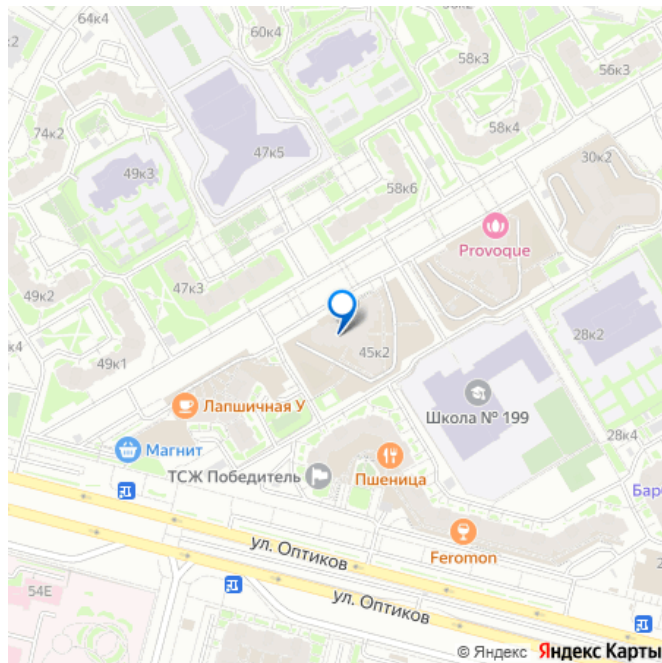 64к4
60к4
58к2
56к3
58к4
74к2
47к5
30к2
49к3
58к6
Provoque
47к3
49к2
28к2
к4
45к2
49к1
Лапшичная У
Школа № 199
28к4
Магнит
ТСЖ Победитель
Пшеница
Бар
ул. Оптиков
Feromon
54Е
ул. Оптиков
© Яндекс Яндекс Карты